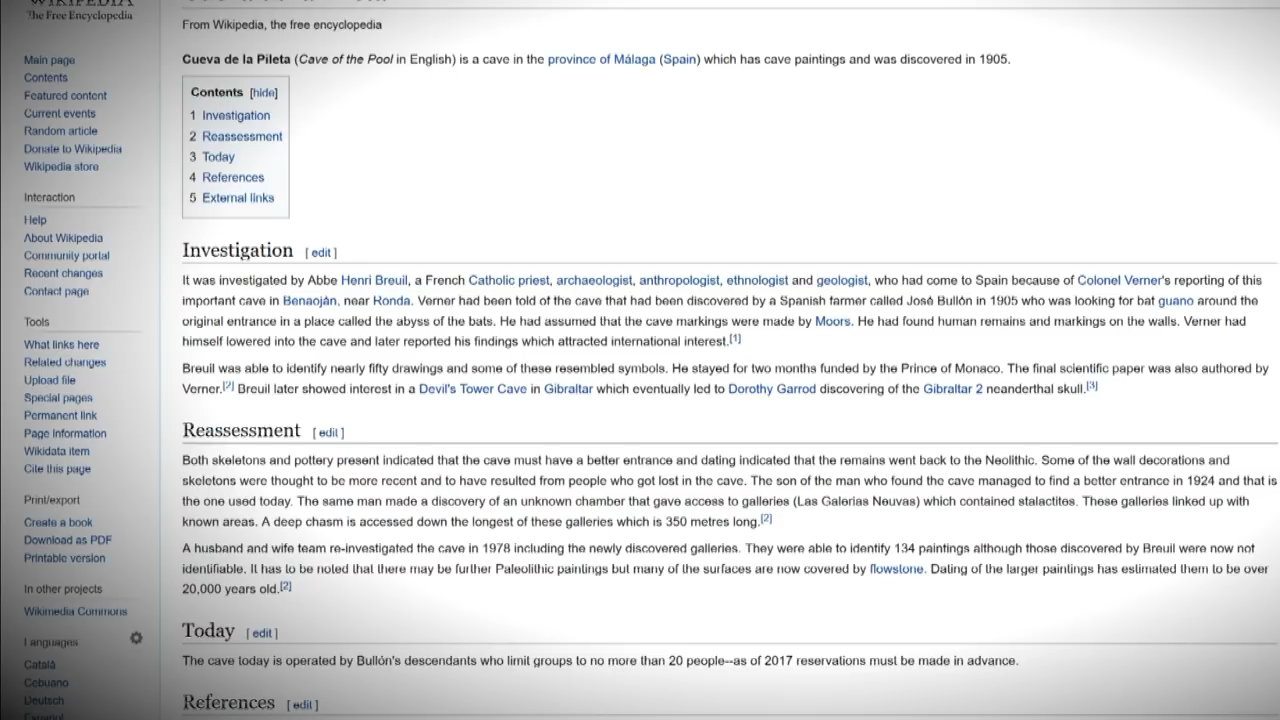 WIKIPEDIA
The Free Encyclopedia
Main page
Contents
Featured content
Current events
Random article
Donate to Wikipedia
Wikipedia store
Interaction
Help
About Wikipedia
Community portal
Recent changes
Contact page
Tools
What links here
Related changes
Upload file
Special pages
Permanent link
Page information
Wikidata item
Cite this page
Print/export
Create a book
Download as PDF
Printable version
In other projects
Wikimedia Commons
Languages
Català
Cebuano
Deutsch
Español
From Wikipedia, the free encyclopedia
Cueva de la Pileta (Cave of the Pool in English) is a cave in the province of Málaga (Spain) which has cave paintings and was discovered in 1905.
Contents [hide]
1 Investigation
2 Reassessment
3 Today
4 References
5 External links
Investigation [ edit ]
It was investigated by Abbe Henri Breuil, a French Catholic priest, archaeologist, anthropologist, ethnologist and geologist, who had come to Spain because of Colonel Verner's reporting of this
important cave in Benaoján, near Ronda. Verner had been told of the cave that had been discovered by a Spanish farmer called José Bullón in 1905 who was looking for bat guano around the
original entrance in a place called the abyss of the bats. He had assumed that the cave markings were made by Moors. He had found human remains and markings on the walls. Verner had
himself lowered into the cave and later reported his findings which attracted international interest.[1]
Breuil was able to identify nearly fifty drawings and some of these resembled symbols. He stayed for two months funded by the Prince of Monaco. The final scientific paper was also authored by
Verner.[2] Breuil later showed interest in a Devil's Tower Cave in Gibraltar which eventually led to Dorothy Garrod discovering of the Gibraltar 2 neanderthal skull.[3]
Reassessment [ edit ]
Both skeletons and pottery present indicated that the cave must have a better entrance and dating indicated that the remains went back to the Neolithic. Some of the wall decorations and
skeletons were thought to be more recent and to have resulted from people who got lost in the cave. The son of the man who found the cave managed to find a better entrance in 1924 and that is
the one used today. The same man made a discovery of an unknown chamber that gave access to galleries (Las Galerias Neuvas) which contained stalactites. These galleries linked up with
known areas. A deep chasm is accessed down the longest of these galleries which is 350 metres long.[2]
A husband and wife team re-investigated the cave in 1978 including the newly discovered galleries. They were able to identify 134 paintings although those discovered by Breuil were now not
identifiable. It has to be noted that there may be further Paleolithic paintings but many of the surfaces are now covered by flowstone. Dating of the larger paintings has estimated them to be over
20,000 years old.[2]
Today [ edit ]
The cave today is operated by Bullón's descendants who limit groups to no more than 20 people--as of 2017 reservations must be made in advance.
References [ edit ]